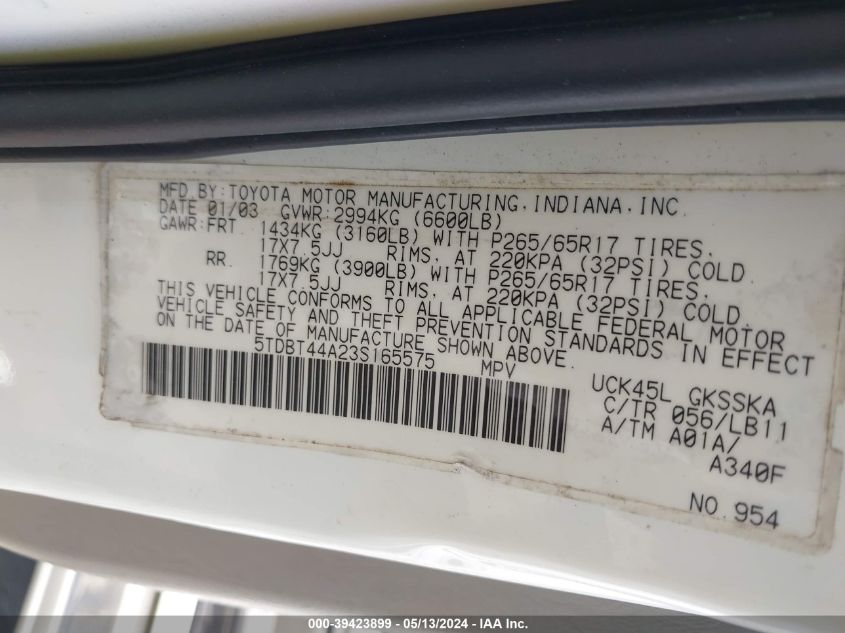 MFD.BY:TOYOTA MOTOR MANUFACTURING.INDIANA.INC.
DATE 01/03 GVWR:2994KG (6600LB)
GAWR:FRT. 1434KG (3160LB) WITH P265/65R17 TIRES.
17X7.5JJ RIMS, AT 220KPA (32PSI) COLD.
RR. 1769KG (3900LB) WITH P265/65R17 TIRES.
17X7.5JJ RIMS, AT 220KPA (32PSI) COLD.
THIS VEHICLE CONFORMS TO ALL APPLICABLE FEDERAL MOTOR
VEHICLE SAFETY AND THEFT PREVENTION STANDARDS IN EFFECT
ON THE DATE OF MANUFACTURE SHOWN ABOVE.
5TDBT44A23S165575 MPV
UCK45L GKSSKA
C/TR 056/LB11
A/TM A01A/
A340F
NO.954
000-39423899 - 05/13/2024 - IAA Inc.